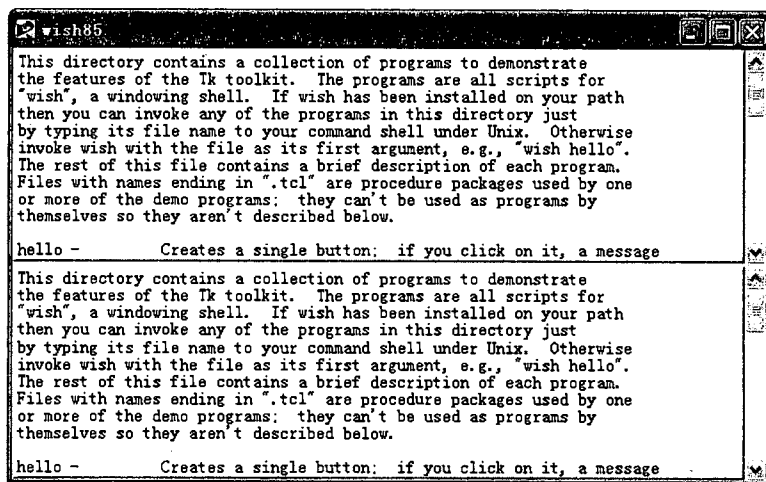 wish85
This directory contains a collection of programs to demonstrate
the features of the Tk toolkit.  The programs are all scripts for
"wish", a windowing shell.  If wish has been installed on your path
then you can invoke any of the programs in this directory just
by typing its file name to your command shell under Unix.  Otherwise
invoke wish with the file as its first argument, e.g., "wish hello".
The rest of this file contains a brief description of each program.
Files with names ending in ".tcl" are procedure packages used by one
or more of the demo programs;  they can't be used as programs by
themselves so they aren't described below.
hello -         Creates a single button;  if you click on it, a message
This directory contains a collection of programs to demonstrate
the features of the Tk toolkit.  The programs are all scripts for
"wish", a windowing shell.  If wish has been installed on your path
then you can invoke any of the programs in this directory just
by typing its file name to your command shell under Unix.  Otherwise
invoke wish with the file as its first argument, e.g., "wish hello".
The rest of this file contains a brief description of each program.
Files with names ending in ".tcl" are procedure packages used by one
or more of the demo programs;  they can't be used as programs by
themselves so they aren't described below.
hello -         Creates a single button;  if you click on it, a message